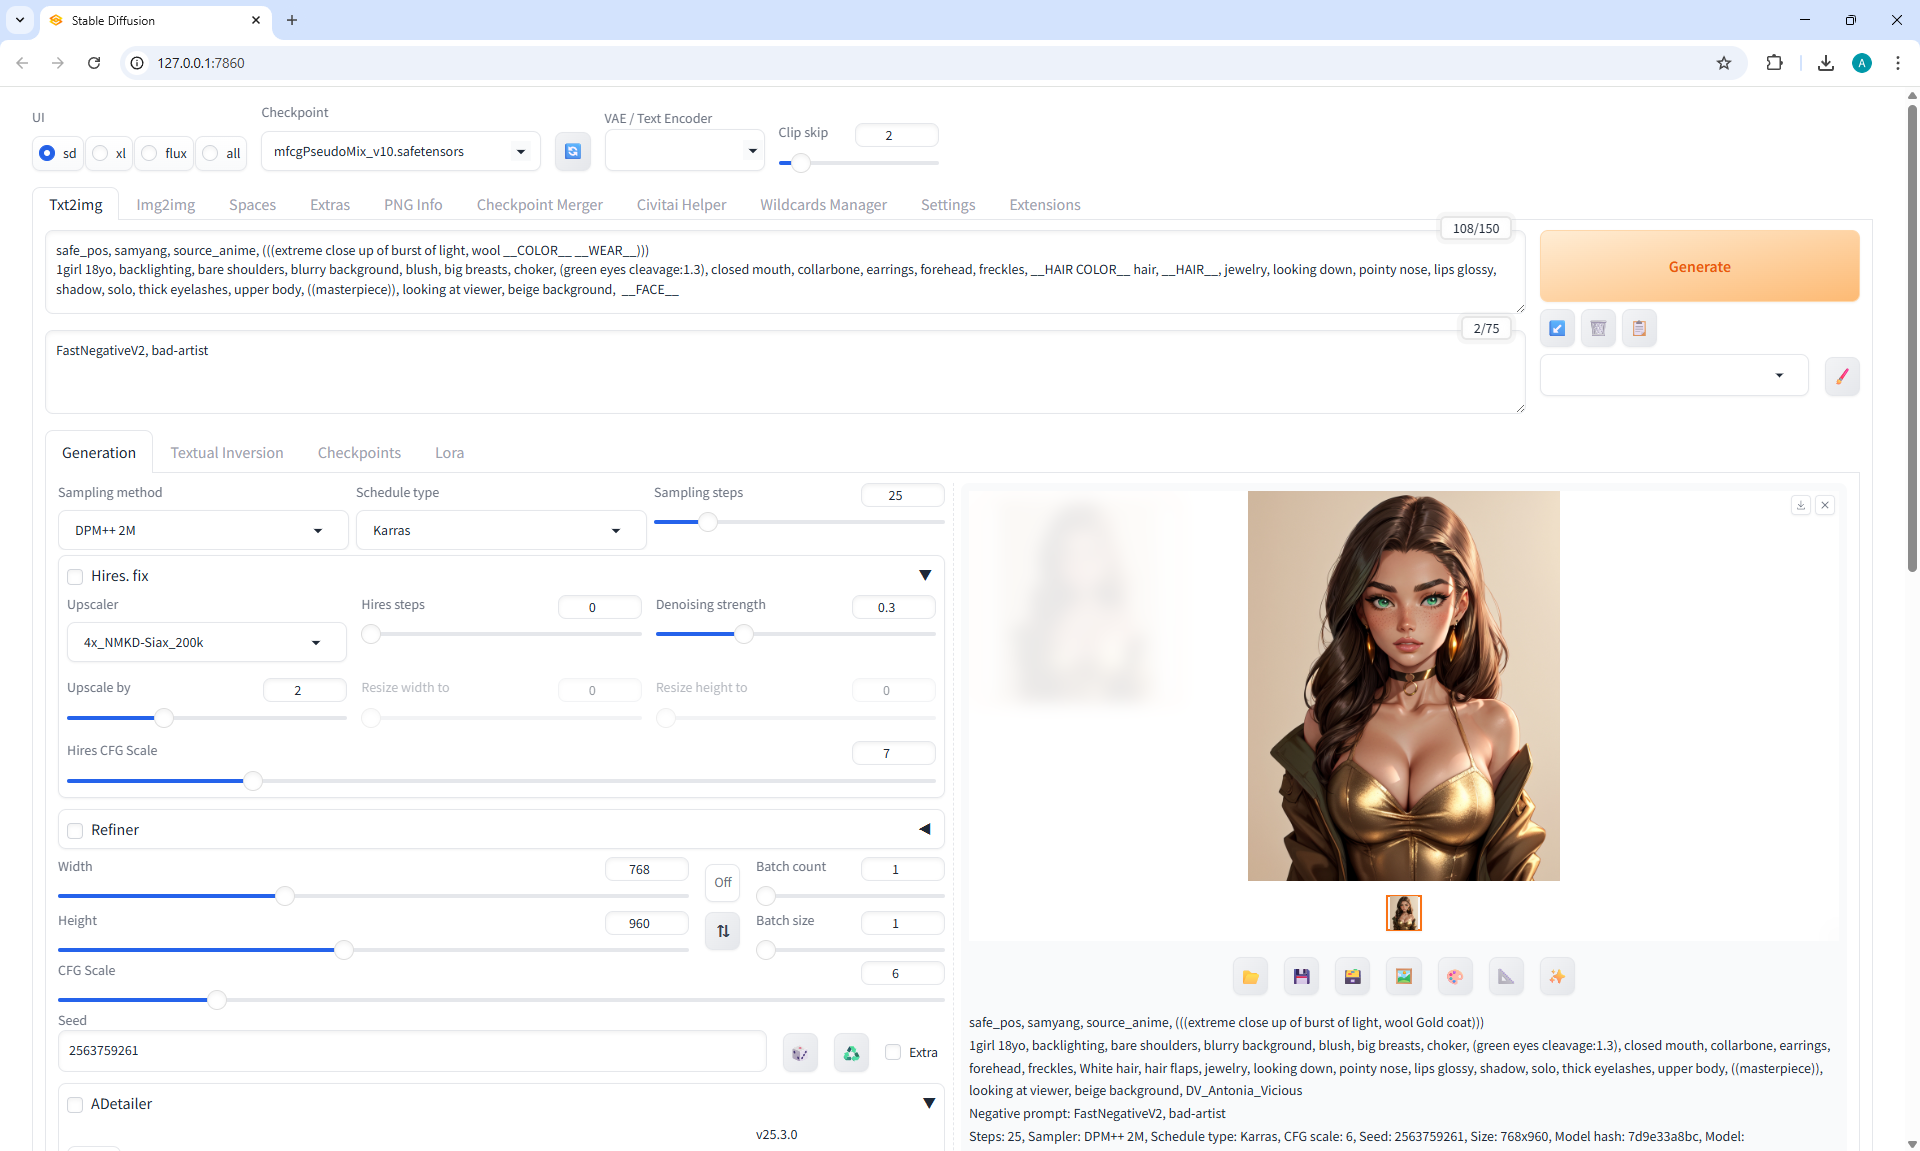 Stable Diffusion
127.0.0.1:7860
A
UI
Checkpoint
VAE / Text Encoder
Clip skip
2
sd
xl
flux
all
mfcgPseudoMix_v10.safetensors
Txt2img
Img2img
Spaces
Extras
PNG Info
Checkpoint Merger
Civitai Helper
Wildcards Manager
Settings
Extensions
108/150
safe_pos, samyang, source_anime, (((extreme close up of burst of light, wool __COLOR__ __WEAR__)))
1girl 18yo, backlighting, bare shoulders, blurry background, blush, big breasts, choker, (green eyes cleavage:1.3), closed mouth, collarbone, earrings, forehead, freckles, __HAIR COLOR__ hair, __HAIR__, jewelry, looking down, pointy nose, lips glossy,
shadow, solo, thick eyelashes, upper body, ((masterpiece)), looking at viewer, beige background,  __FACE__
Generate
2/75
FastNegativeV2, bad-artist
Generation
Textual Inversion
Checkpoints
Lora
Sampling method
Schedule type
Sampling steps
25
DPM++ 2M
Karras
Hires. fix
Upscaler
Hires steps
0
Denoising strength
0.3
4x_NMKD-Siax_200k
Upscale by
2
Resize width to
0
Resize height to
0
Hires CFG Scale
7
Refiner
Width
768
Off
Batch count
1
Height
960
Batch size
1
CFG Scale
6
Seed
2563759261
Extra
ADetailer
v25.3.0
safe_pos, samyang, source_anime, (((extreme close up of burst of light, wool Gold coat)))
1girl 18yo, backlighting, bare shoulders, blurry background, blush, big breasts, choker, (green eyes cleavage:1.3), closed mouth, collarbone, earrings,
forehead, freckles, White hair, hair flaps, jewelry, looking down, pointy nose, lips glossy, shadow, solo, thick eyelashes, upper body, ((masterpiece)),
looking at viewer, beige background, DV_Antonia_Vicious
Negative prompt: FastNegativeV2, bad-artist
Steps: 25, Sampler: DPM++ 2M, Schedule type: Karras, CFG scale: 6, Seed: 2563759261, Size: 768x960, Model hash: 7d9e33a8bc, Model: